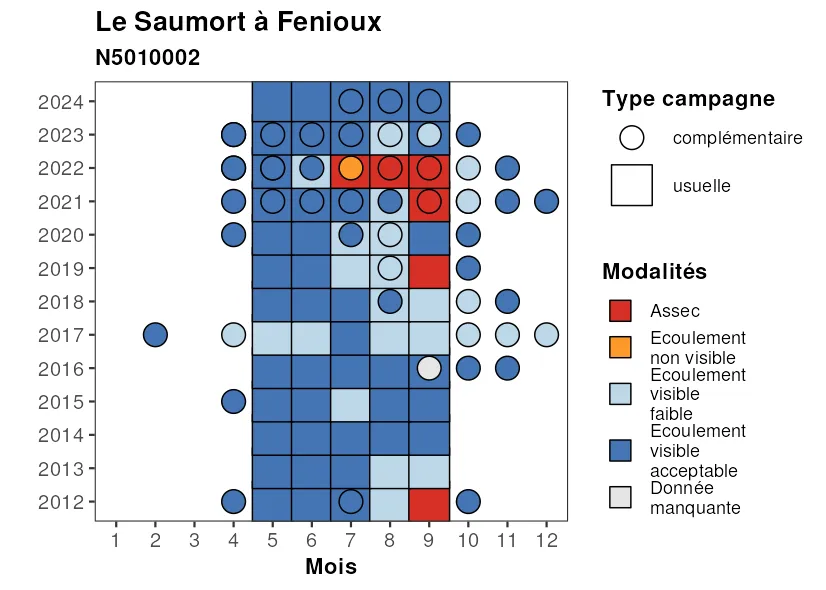 Le Saumort à Fenioux
N5010002
2024
2023
2022
2021
2020
2019
2018
2017
2016
2015
2014
2013
2012
1 2 3 4 5 6 7 8 9 10 11 12
Mois
Type campagne
complémentaire
usuelle
Modalités
Assec
Ecoulement
non visible
Ecoulement
visible
faible
Ecoulement
visible
acceptable
Donnée
manquante